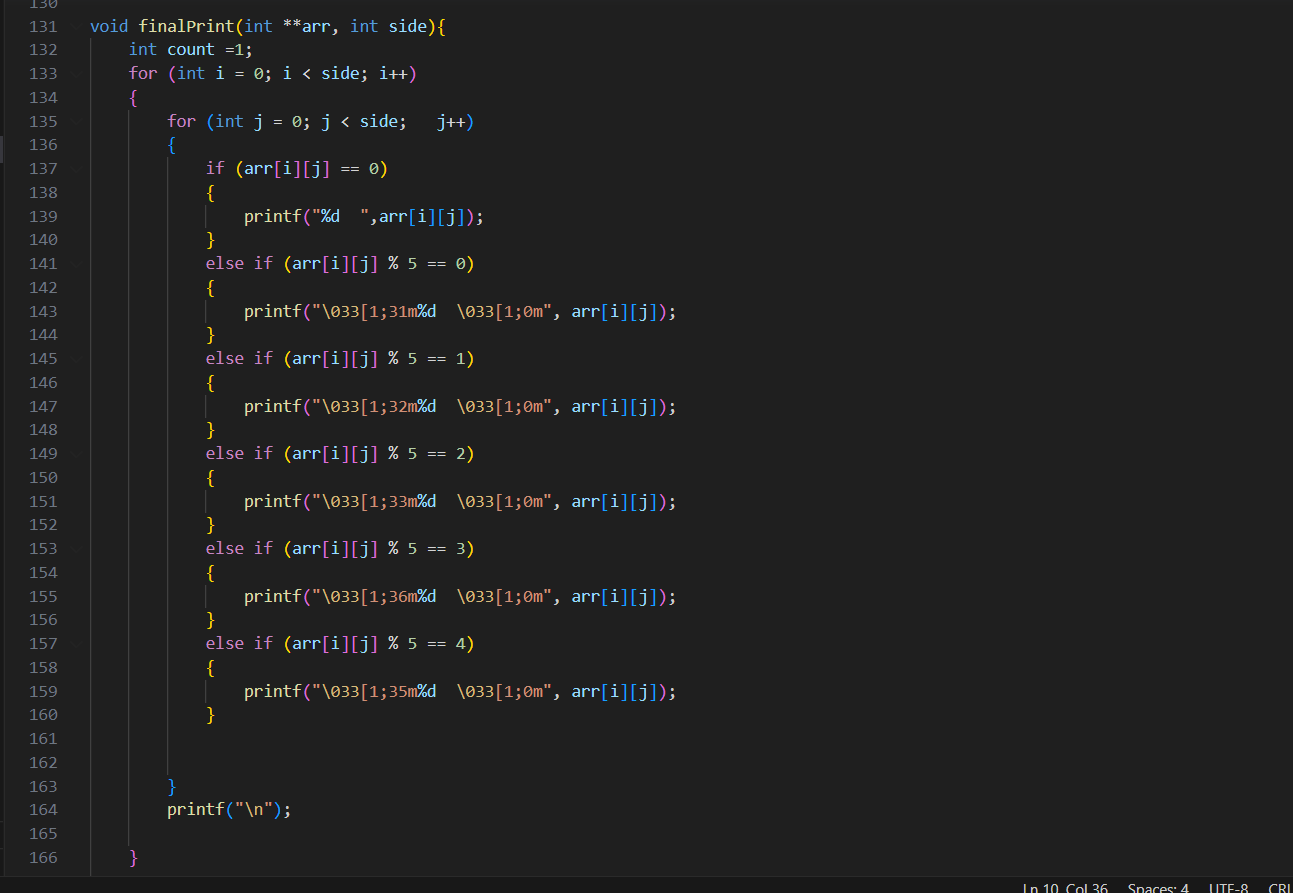 130
131 void finalPrint(int **arr, int side){
132     int count =1;
133     for (int i = 0; i < side; i++)
134     {
135         for (int j = 0; j < side;   j++)
136         {
137             if (arr[i][j] == 0)
138             {
139                 printf("%d  ",arr[i][j]);
140             }
141             else if (arr[i][j] % 5 == 0)
142             {
143                 printf("\033[1;31m%d  \033[1;0m", arr[i][j]);
144             }
145             else if (arr[i][j] % 5 == 1)
146             {
147                 printf("\033[1;32m%d  \033[1;0m", arr[i][j]);
148             }
149             else if (arr[i][j] % 5 == 2)
150             {
151                 printf("\033[1;33m%d  \033[1;0m", arr[i][j]);
152             }
153             else if (arr[i][j] % 5 == 3)
154             {
155                 printf("\033[1;36m%d  \033[1;0m", arr[i][j]);
156             }
157             else if (arr[i][j] % 5 == 4)
158             {
159                 printf("\033[1;35m%d  \033[1;0m", arr[i][j]);
160             }
161
162
163         }
164         printf("\n");
165
166     }
Ln 10, Col 36 Spaces: 4 UTF-8